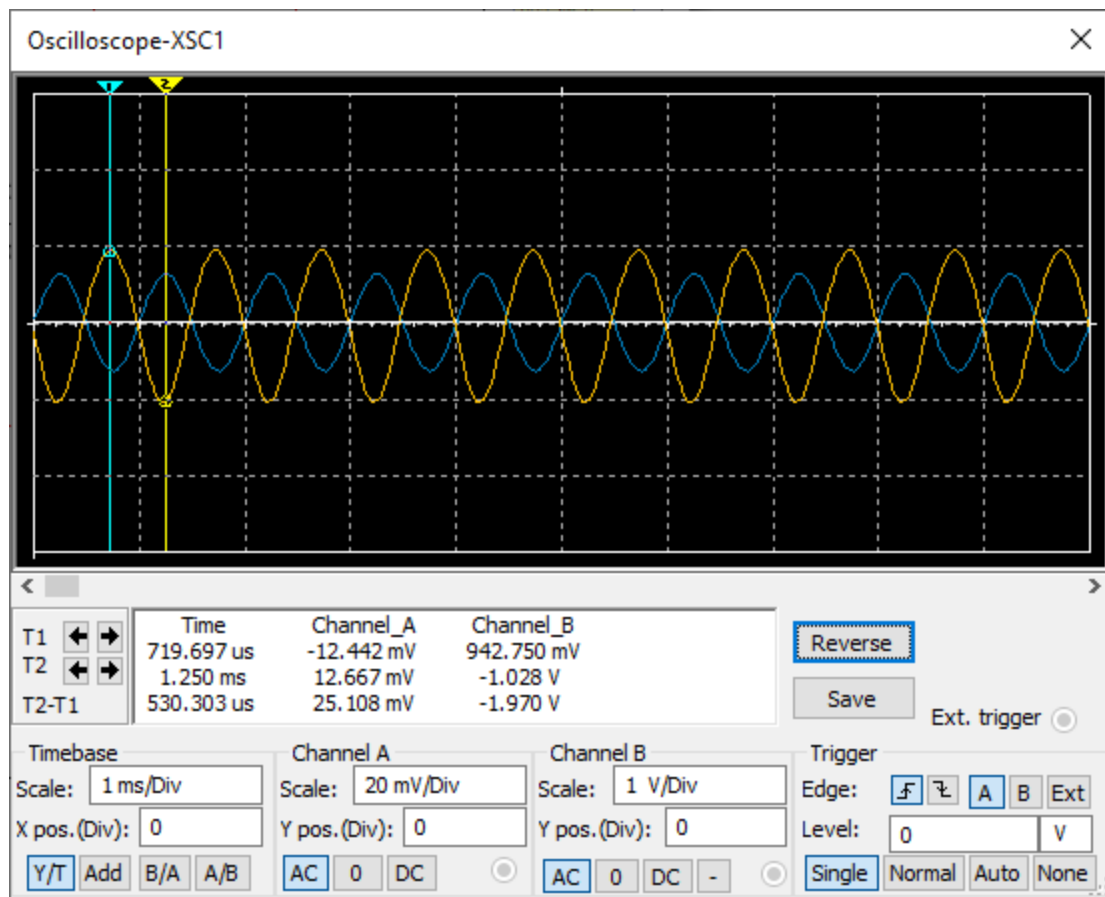 Oscilloscope-XSC1
1
2
Time Channel_A Channel_B
T1 719.697 us -12.442 mV 942.750 mV
T2 1.250 ms 12.667 mV -1.028 V
T2-T1 530.303 us 25.108 mV -1.970 V
Reverse
Save
Ext. trigger
Timebase
Scale: 1 ms/Div
X pos.(Div): 0
Y/T Add B/A A/B
Channel A
Scale: 20 mV/Div
Y pos.(Div): 0
AC 0 DC
Channel B
Scale: 1 V/Div
Y pos.(Div): 0
AC 0 DC -
Trigger
Edge: A B Ext
Level: 0 V
Single Normal Auto None